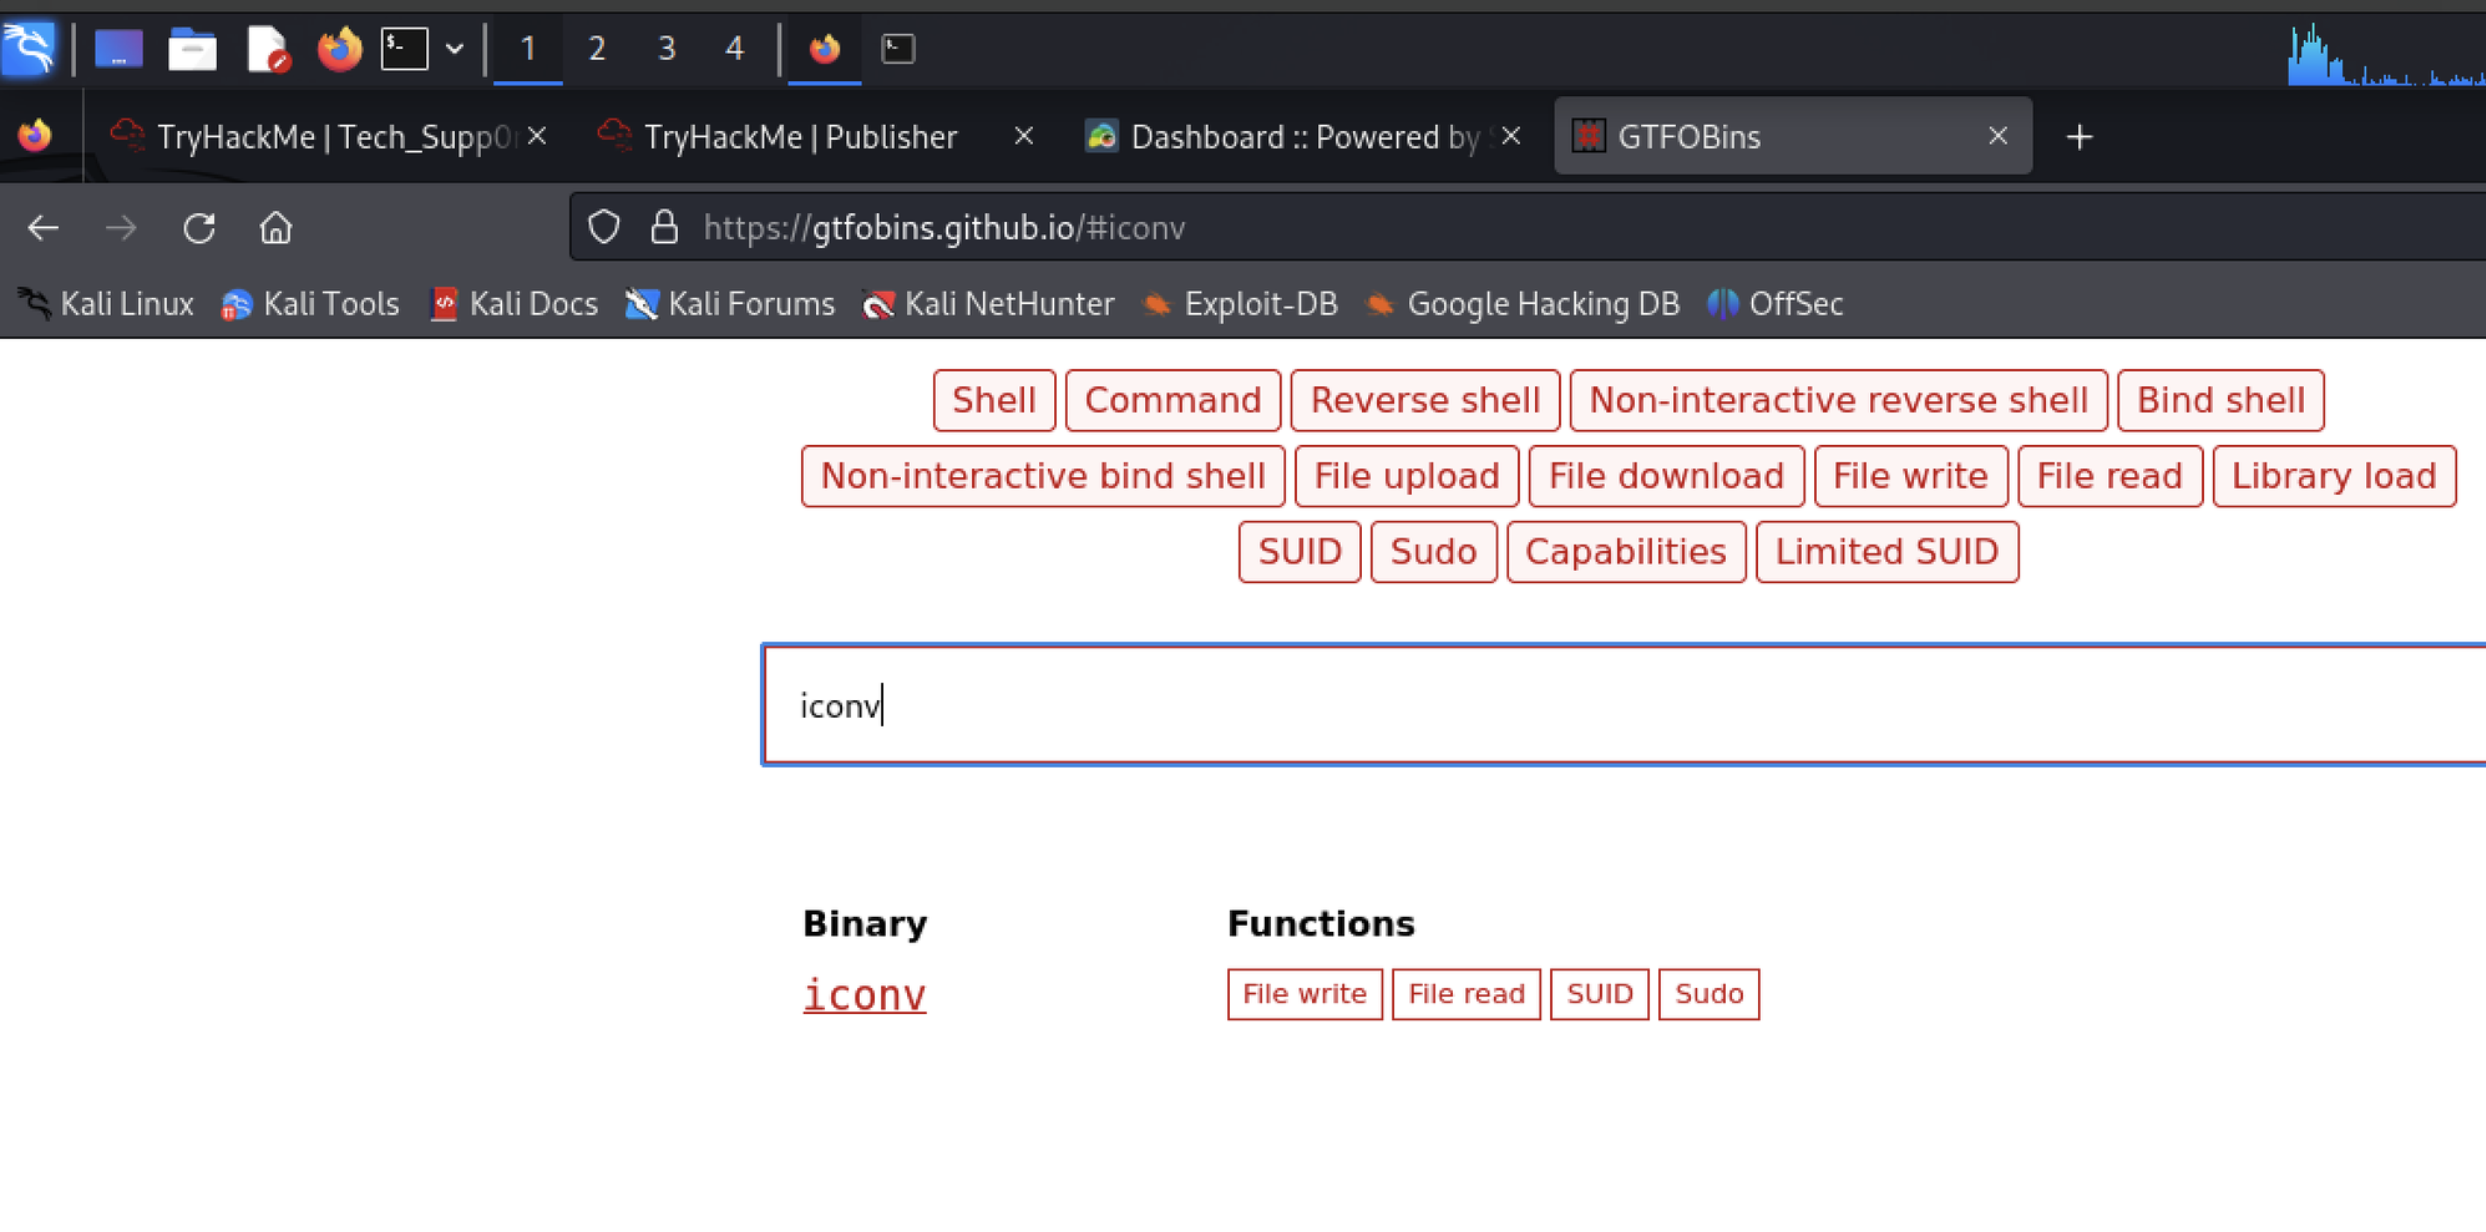 $-
1 2 3 4
$-
TryHackMe | Tech_Supp0r
TryHackMe | Publisher
Dashboard :: Powered by
GTFOBins
https://gtfobins.github.io/#iconv
Kali Linux Kali Tools Kali Docs Kali Forums Kali NetHunter Exploit-DB Google Hacking DB OffSec
Shell Command Reverse shell Non-interactive reverse shell Bind shell
Non-interactive bind shell File upload File download File write File read Library load
SUID Sudo Capabilities Limited SUID
iconv
Binary Functions
iconv File write File read SUID Sudo